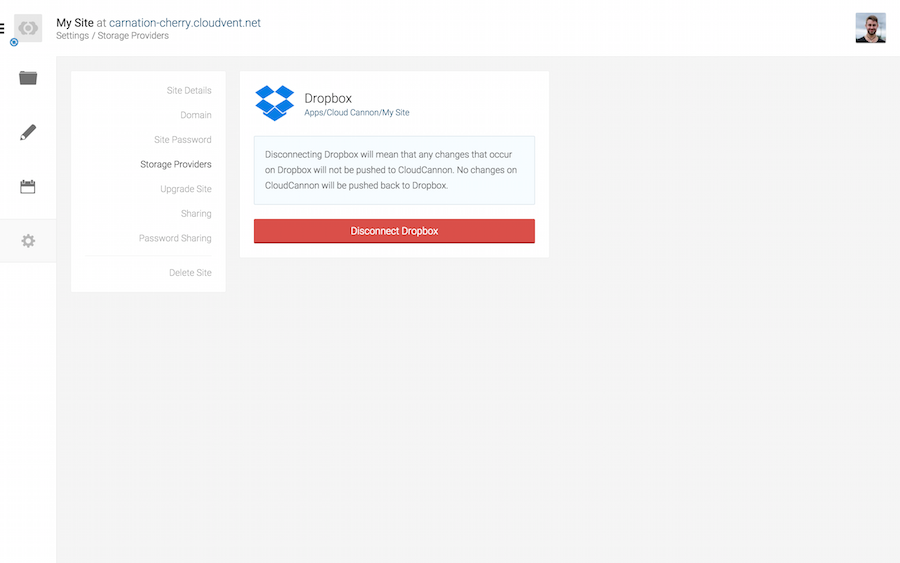 My Site at carnation-cherry.cloudvent.net
Settings / Storage Providers
Site Details
Domain
Site Password
Storage Providers
Upgrade Site
Sharing
Password Sharing
Delete Site
Dropbox
Apps/Cloud Cannon/My Site
Disconnecting Dropbox will mean that any changes that occur
on Dropbox will not be pushed to CloudCannon. No changes on
CloudCannon will be pushed back to Dropbox.
Disconnect Dropbox